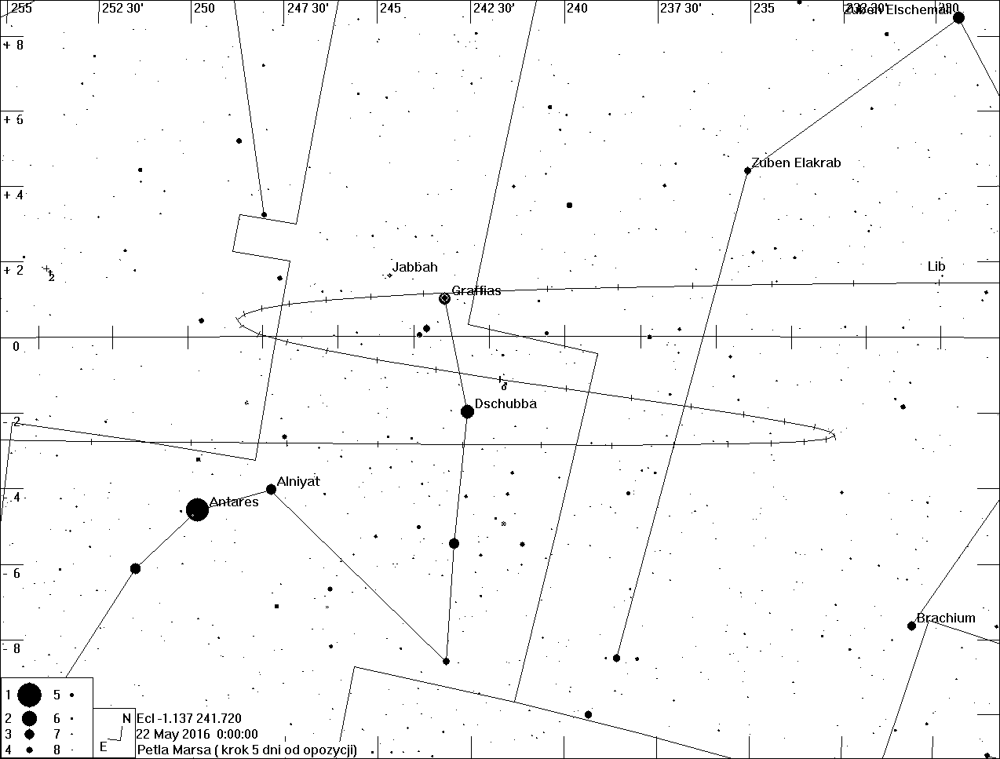 255 252 30' 250 247 30' 245 242 30' 240 237 30' 235 232 30' 230
Zuben Elschemali
+ 8
+ 6
Zuben Elakrab
+ 4
+ 2
2
Jabbah
Lib
Graffias
0
♂
Dschubba
- 2
Alniyat
- 4
Antares
- 6
Brachium
- 8
1 5
2 6
3 7
4 8
N
E
Ecl -1.137 241.720
22 May 2016 0:00:00
Petla Marsa ( krok 5 dni od opozycji)